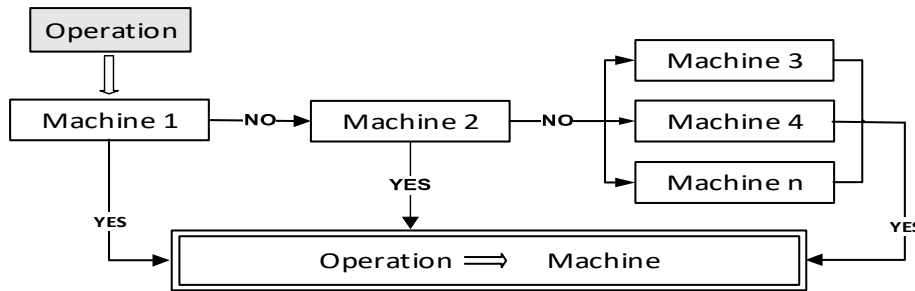 Operation
Machine 3
Machine 1
NO
Machine 2
NO
Machine 4
YES
Machine n
YES
YES
Operation ⟹ Machine